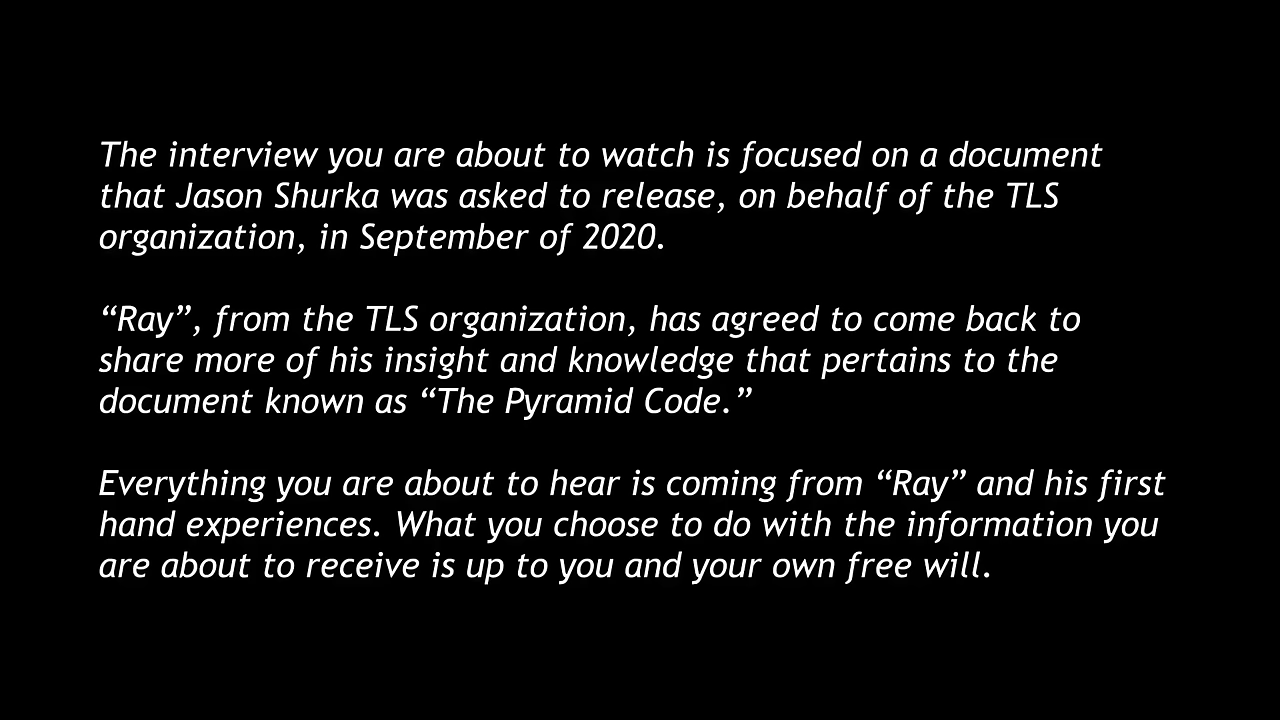 The interview you are about to watch is focused on a document
that Jason Shurka was asked to release, on behalf of the TLS
organization, in September of 2020.
“Ray”, from the TLS organization, has agreed to come back to
share more of his insight and knowledge that pertains to the
document known as “The Pyramid Code.”
Everything you are about to hear is coming from “Ray” and his first
hand experiences. What you choose to do with the information you
are about to receive is up to you and your own free will.